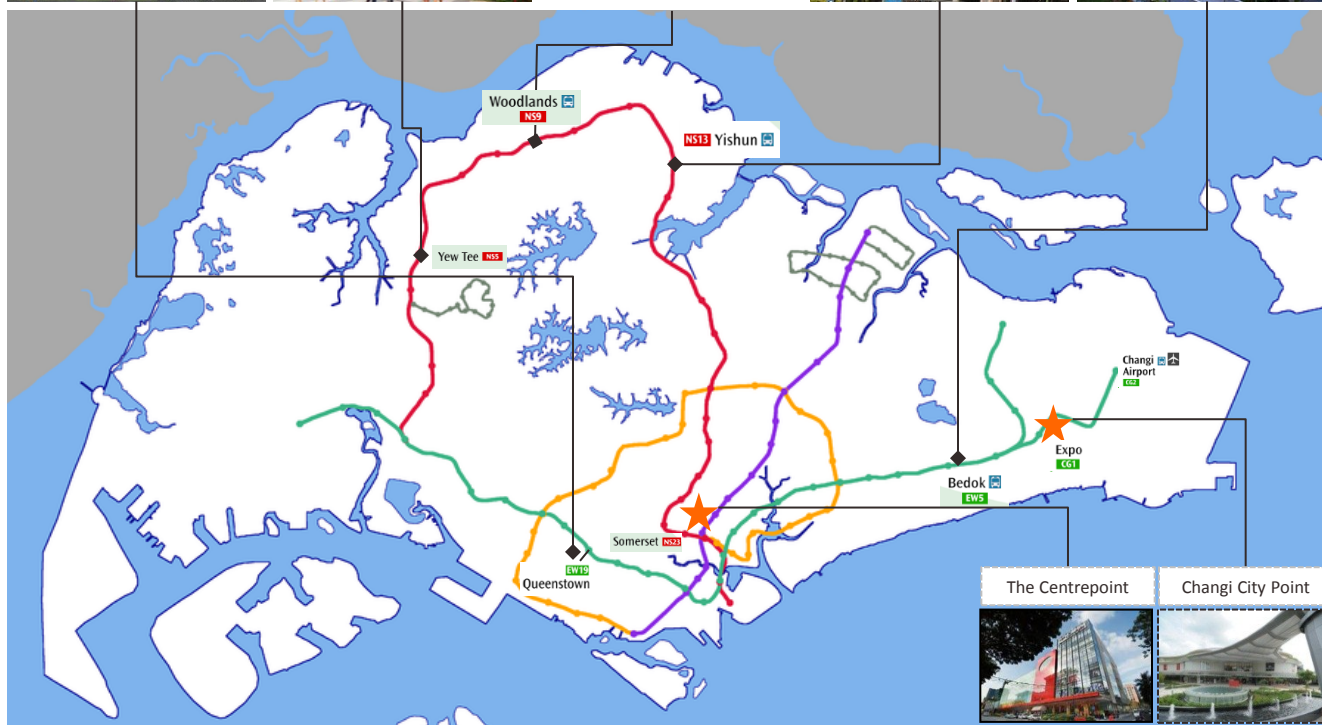 Woodlands
NS9
NS13 Yishun
Yew Tee NS5
Changi
Airport
CG2
Expo
CG1
Bedok
EW5
Somerset NS23
EW19
Queenstown
The Centrepoint
Changi City Point